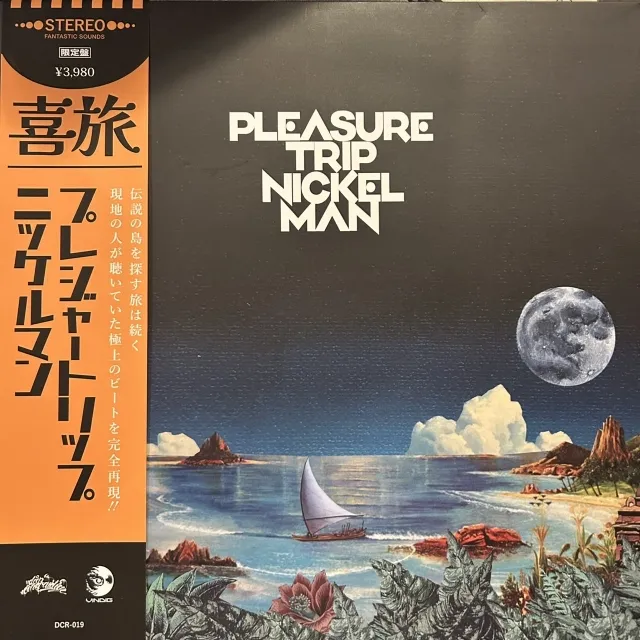 STEREO
FANTASTIC SOUNDS
限定盤
¥3,980
喜旅
プレジャートリップ
ニックルマン
伝説の島を探す旅は続く
現地の人が聴いていた極上のビートを完全再現!!
VINDIG
DCR-019
PLEASURE
TRIP
NICKEL
MAN